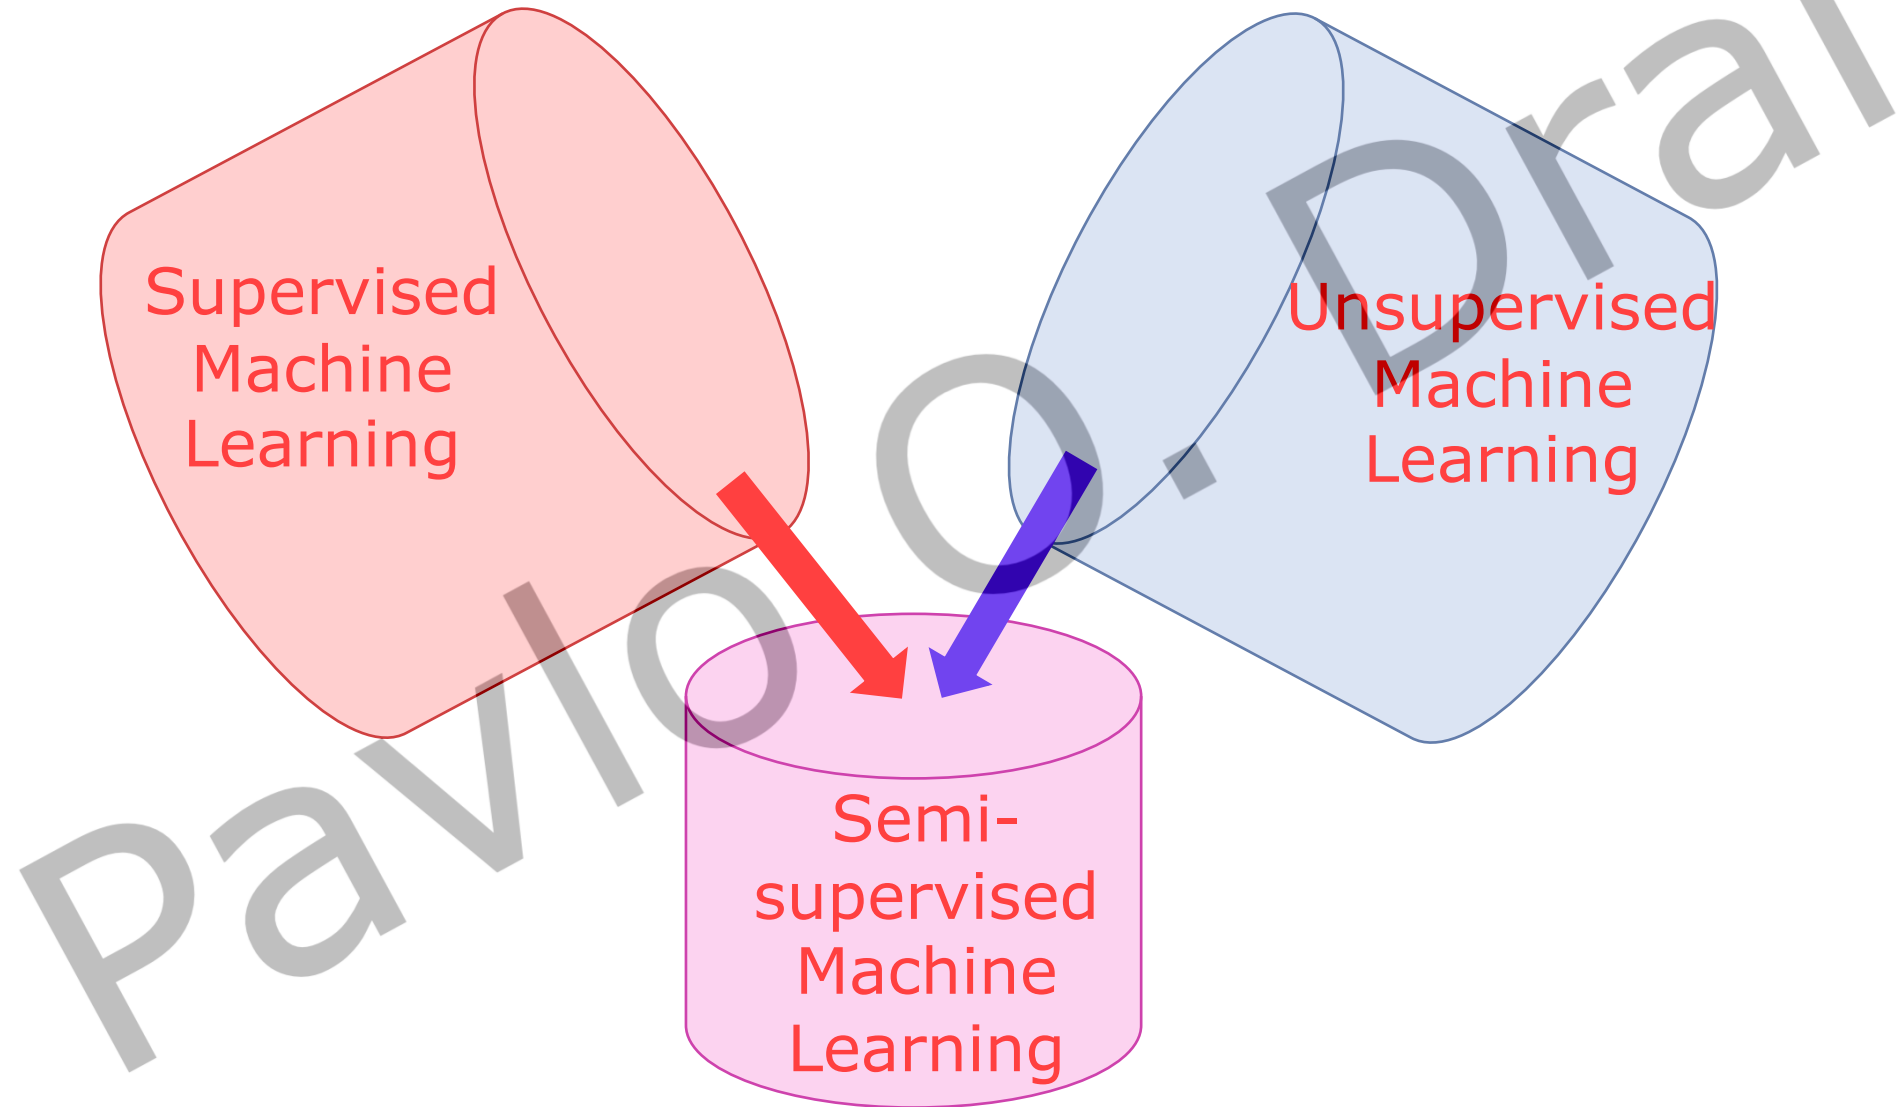 Supervised
Machine
Learning
Unsupervised
Machine
Learning
Semi-
supervised
Machine
Learning
Pavlo O. Dral